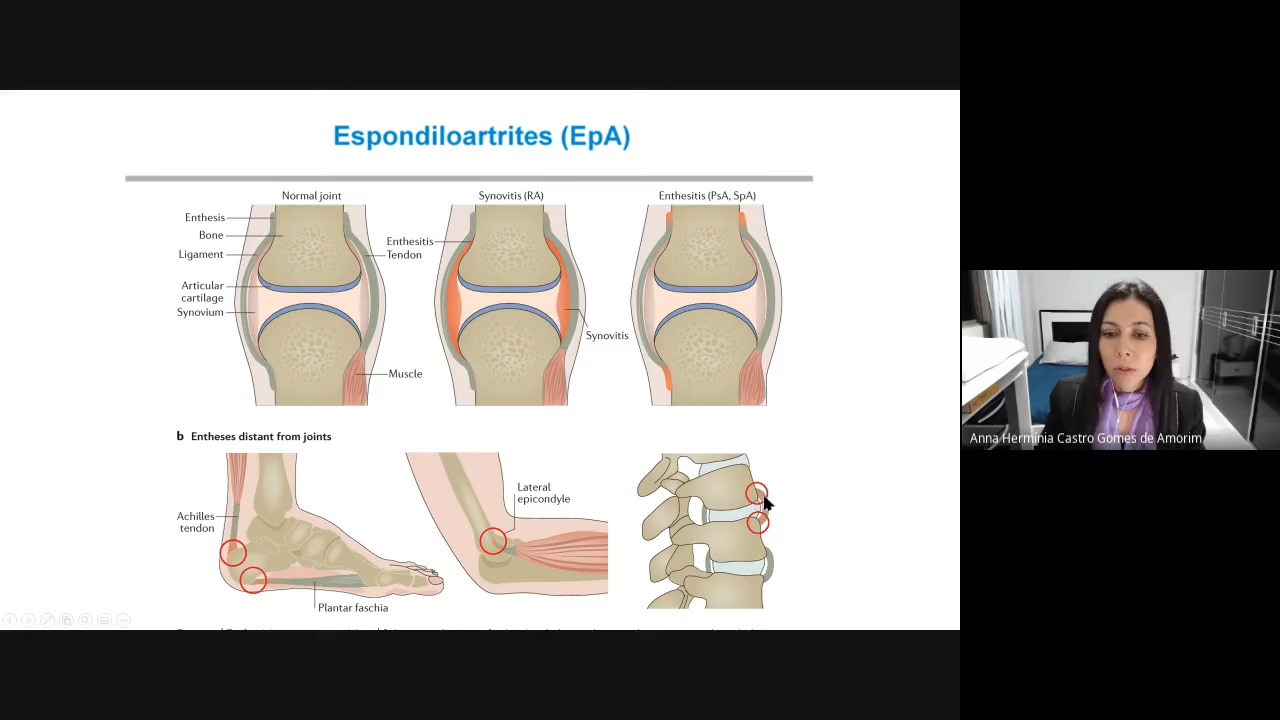 Espondiloartrites (EpA)
Normal joint
Synovitis (RA)
Enthesitis (PsA, SpA)
Enthesis
Bone
Ligament
Articular
cartilage
Synovium
Enthesitis
Tendon
Synovitis
Muscle
b Entheses distant from joints
Achilles
tendon
Lateral
epicondyle
Plantar faschia
Anna Hermínia Castro Gomes de Amorim